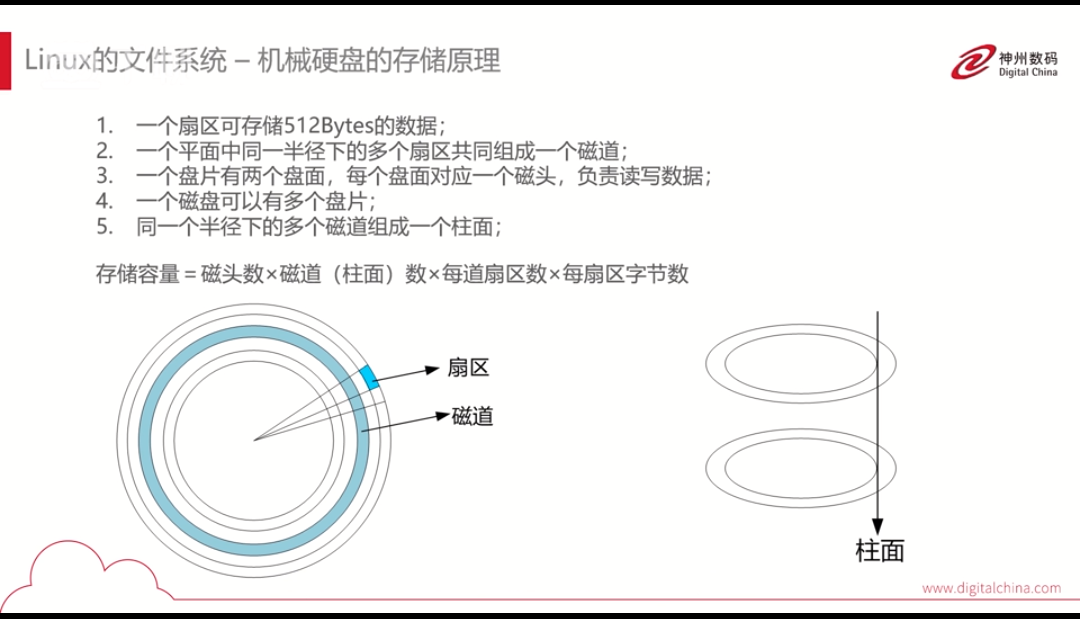 Linux的文件系统 – 机械硬盘的存储原理
神州数码
Digital China
1. 一个扇区可存储512Bytes的数据；
2. 一个平面中同一半径下的多个扇区共同组成一个磁道；
3. 一个盘片有两个盘面，每个盘面对应一个磁头，负责读写数据；
4. 一个磁盘可以有多个盘片；
5. 同一个半径下的多个磁道组成一个柱面；
存储容量＝磁头数×磁道（柱面）数×每道扇区数×每扇区字节数
扇区
磁道
柱面
www.digitalchina.com